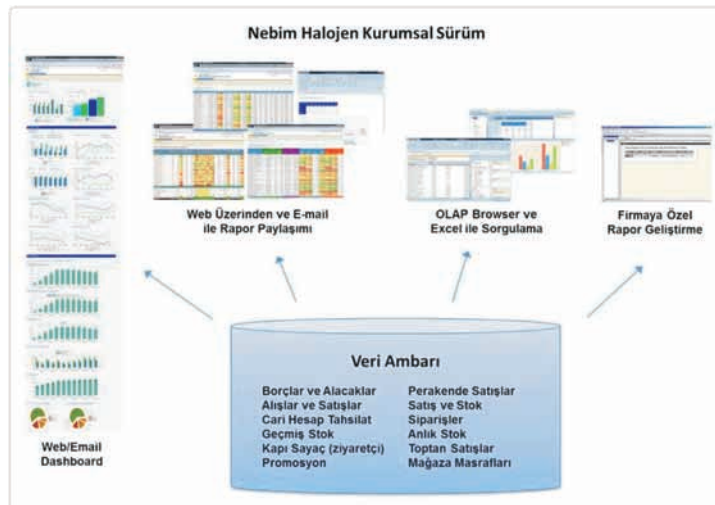 Nebim Halojen Kurumsal Sürüm
Web Üzerinden ve E-mail
ile Rapor Paylaşımı
OLAP Browser ve
Excel ile Sorgulama
Firmaya Özel
Rapor Geliştirme
Web/Email
Dashboard
Veri Ambarı
Borçlar ve Alacaklar
Alışlar ve Satışlar
Cari Hesap Tahsilat
Geçmiş Stok
Kapı Sayaç (ziyaretçi)
Promosyon
Perakende Satışlar
Satış ve Stok
Siparişler
Anlık Stok
Toptan Satışlar
Mağaza Masrafları